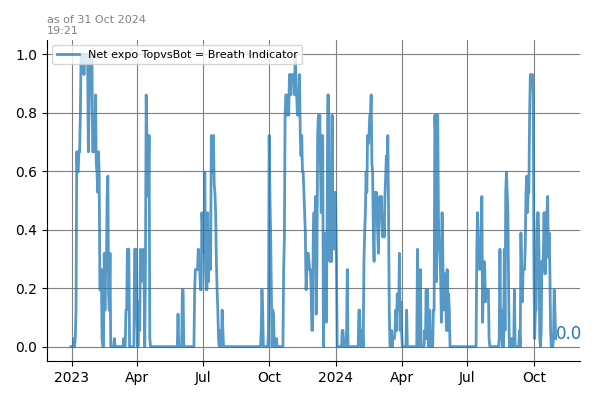 as of 31 Oct 2024
19:21
Net expo TopvsBot = Breath Indicator
1.0
0.8
0.6
0.4
0.2
0.0
0.0
2023 Apr Jul Oct 2024 Apr Jul Oct